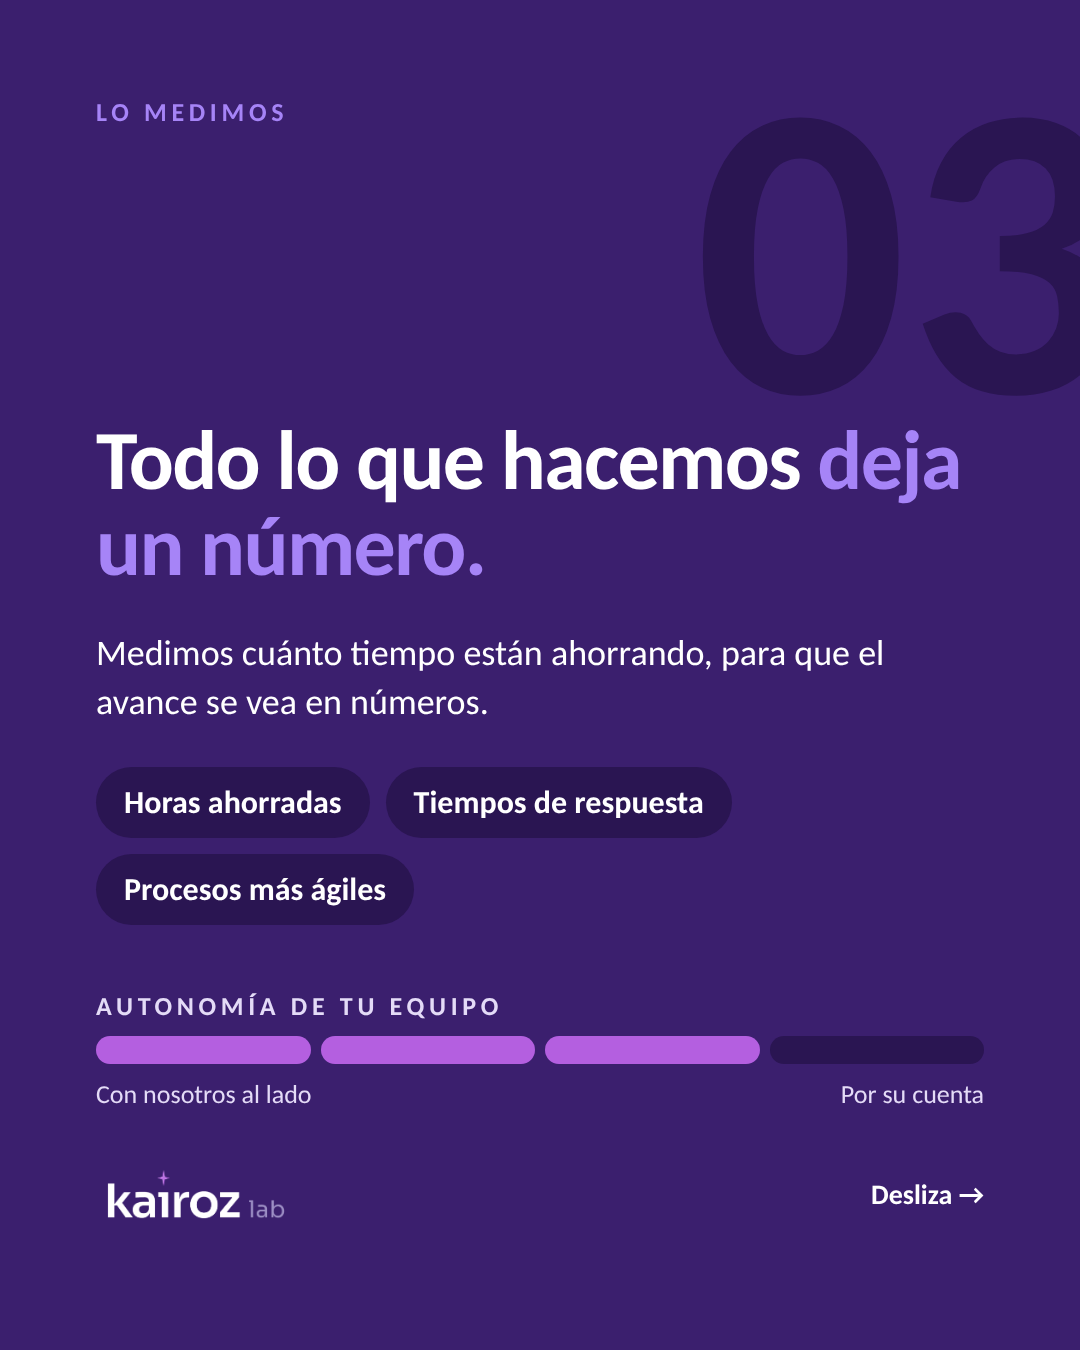 LO MEDIMOS
03
Todo lo que hacemos deja
un número.
Medimos cuánto tiempo están ahorrando, para que el
avance se vea en números.
Horas ahorradas
Tiempos de respuesta
Procesos más ágiles
AUTONOMÍA DE TU EQUIPO
Con nosotros al lado
Por su cuenta
kairoz lab
Desliza →